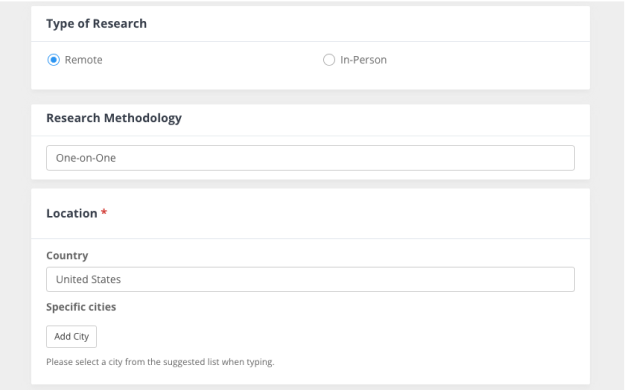 Type of Research
Remote
In-Person
Research Methodology
One-on-One
Location *
Country
United States
Specific cities
Add City
Please select a city from the suggested list when typing.